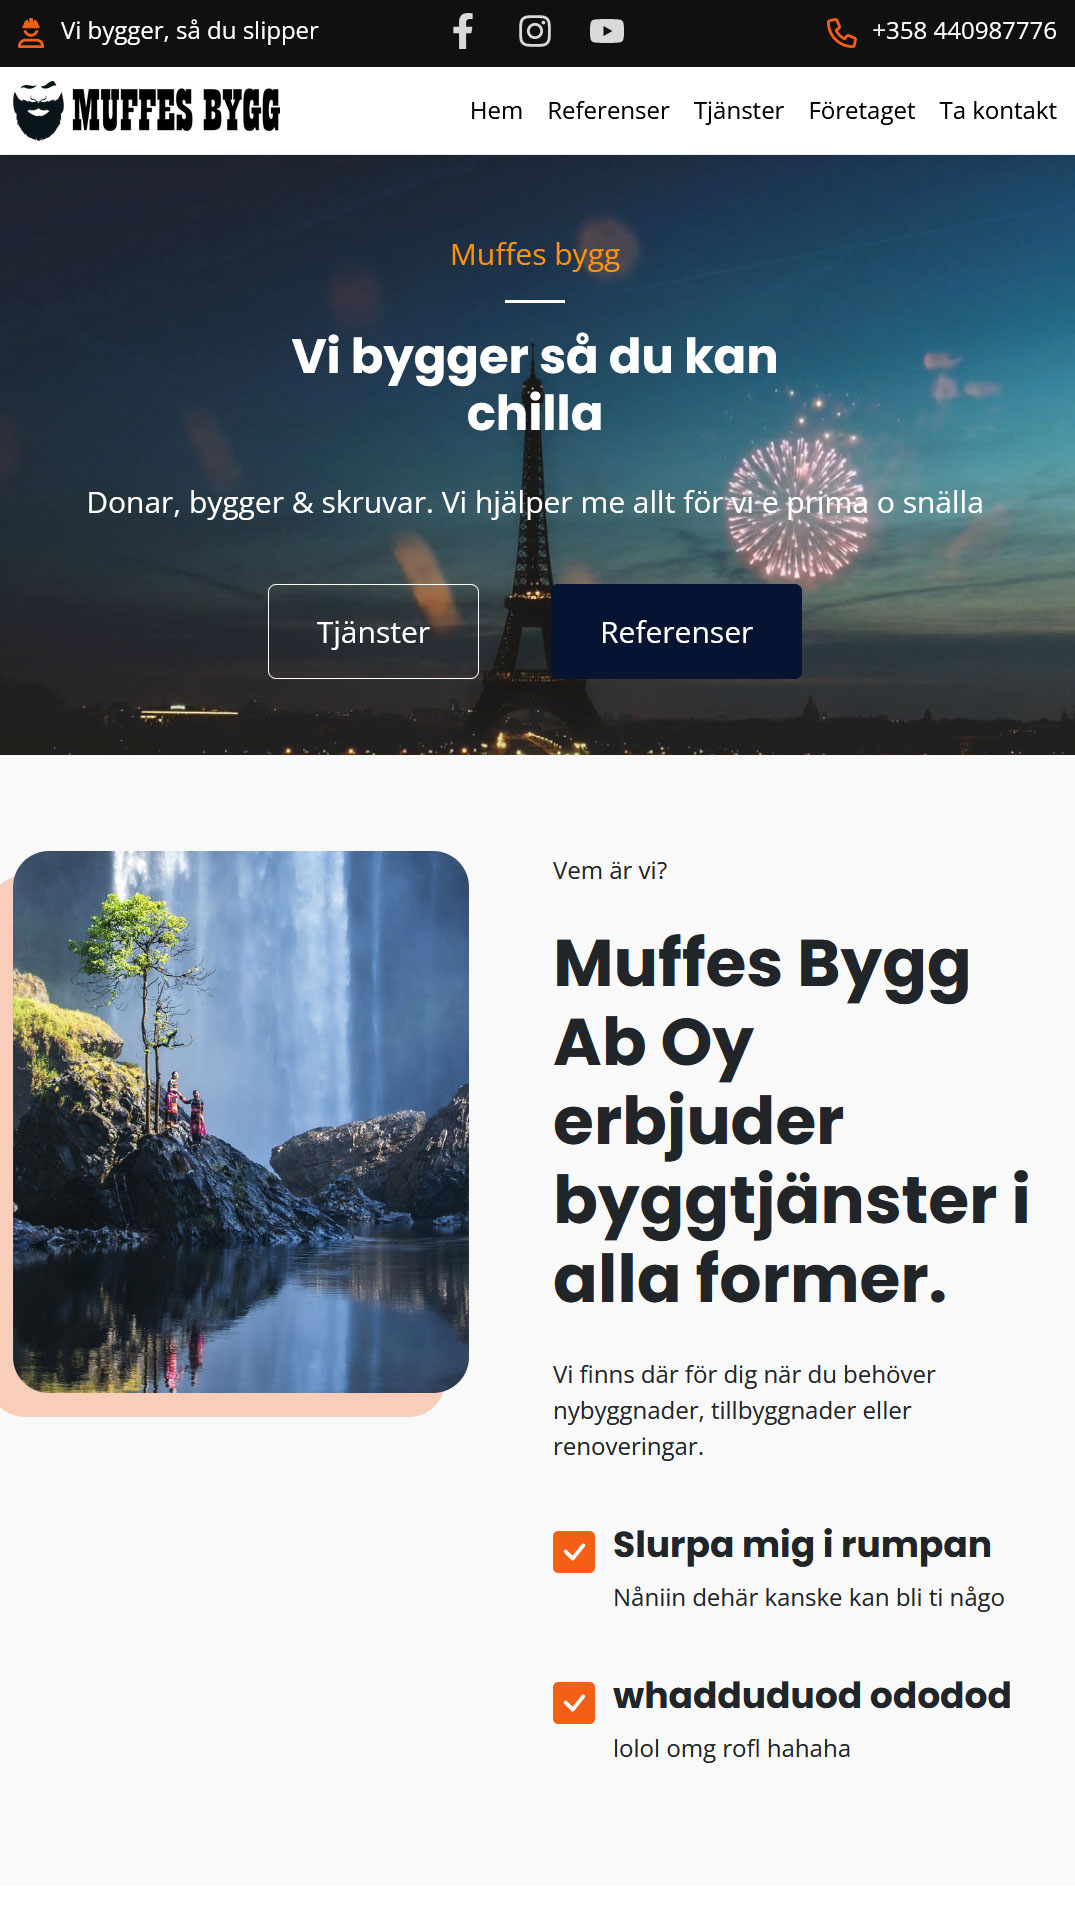 Vi bygger, så du slipper
+358 440987776
MUFFES BYGG
Hem Referenser Tjänster Företaget Ta kontakt
Muffes bygg
Vi bygger så du kan
chilla
Donar, bygger & skruvar. Vi hjälper me allt för vi e prima o snälla
Tjänster Referenser
Vem är vi?
Muffes Bygg
Ab Oy
erbjuder
byggtjänster i
alla former.
Vi finns där för dig när du behöver
nybyggnader, tillbyggnader eller
renoveringar.
Slurpa mig i rumpan
Nåniin dehär kanske kan bli ti någo
whadduduod ododod
lolol omg rofl hahaha